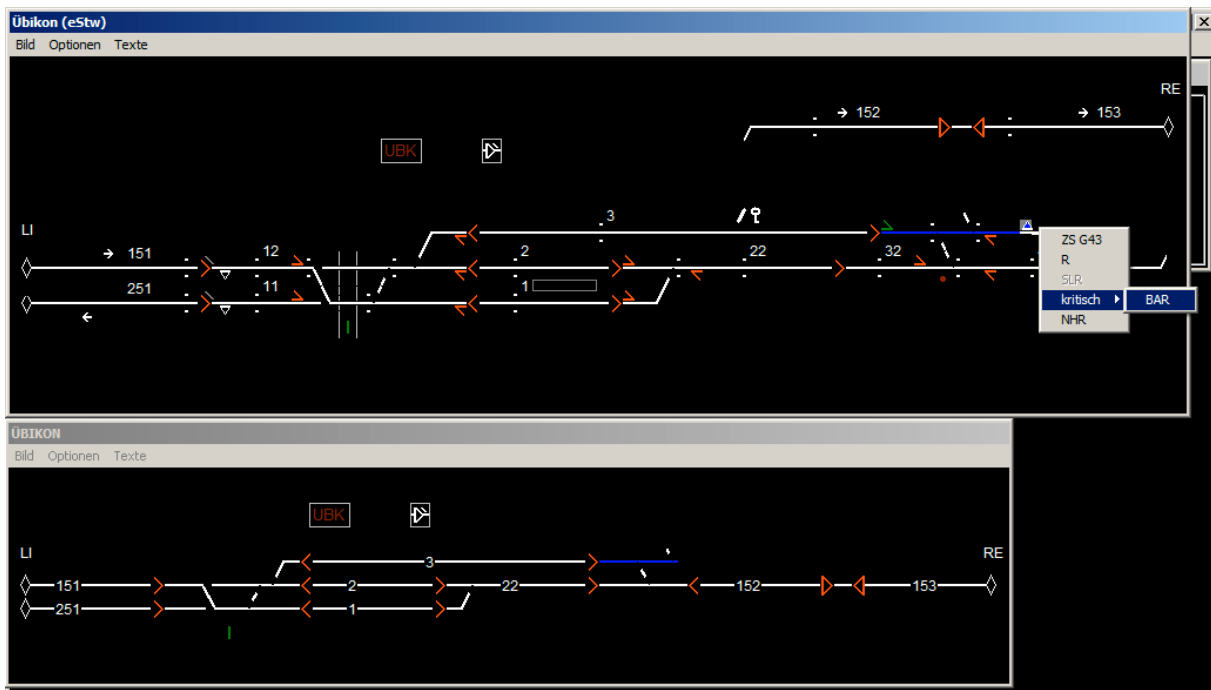 Übikon (eStw)
Bild Optionen Texte
RE
152 153
UBK
3
LI
ZS G43
151 12 2 22 32
R
SLR
251 11 1
kritisch BAR
NHR
ÜBIKON
Bild Optionen Texte
UBK
LI RE
3
151 2 22 152 153
251 1